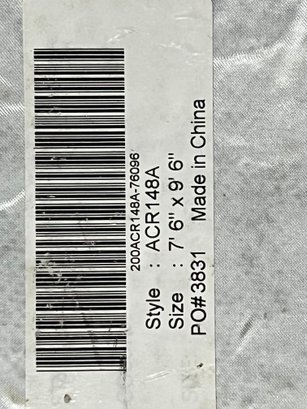 200ACR148A-76096
Style : ACR148A
Size : 7' 6" x 9' 6"
PO#3831 Made in China